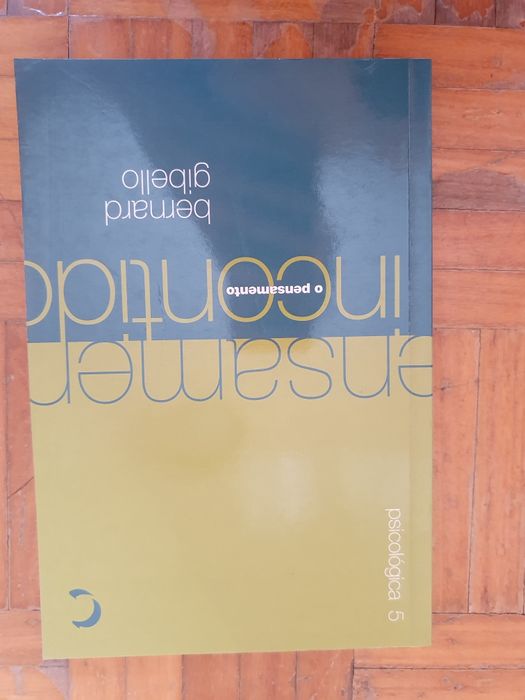 psicológica 5
ensamen
o pensamento
incontido
bernard
gibello